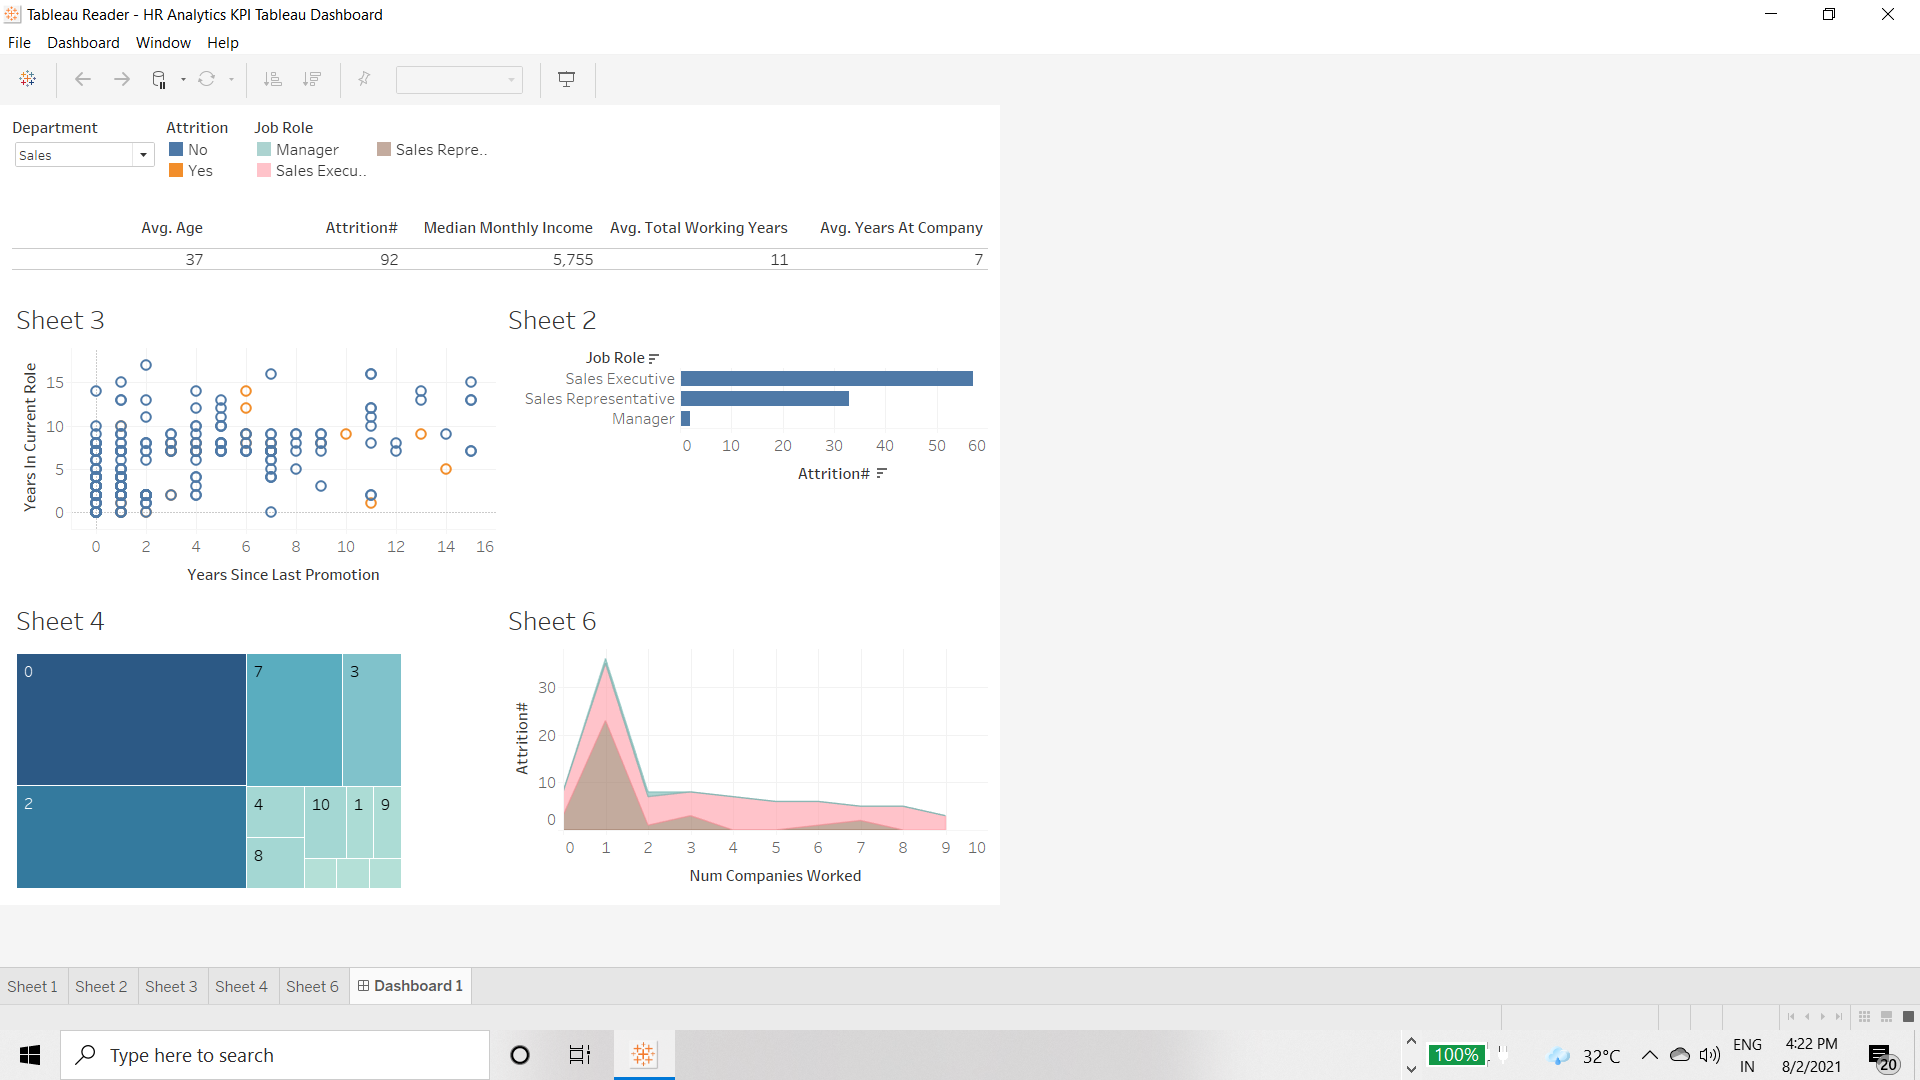 Tableau Reader - HR Analytics KPI Tableau Dashboard
File Dashboard Window Help
Department Attrition Job Role
Sales No Manager Sales Repre..
Yes Sales Execu..
Avg. Age Attrition# Median Monthly Income Avg. Total Working Years Avg. Years At Company
37 92 5,755 11 7
Sheet 3
15
10
5
0
Years In Current Role
0 2 4 6 8 10 12 14 16
Years Since Last Promotion
Sheet 2
Job Role
Sales Executive
Sales Representative
Manager
0 10 20 30 40 50 60
Attrition#
Sheet 4
0 7 3
2 4 10 1 9
8
Sheet 6
30
20
10
0
Attrition#
0 1 2 3 4 5 6 7 8 9 10
Num Companies Worked
Sheet 1 Sheet 2 Sheet 3 Sheet 4 Sheet 6 Dashboard 1
Type here to search
100% 32°C ENG 4:22 PM
IN 8/2/2021 20